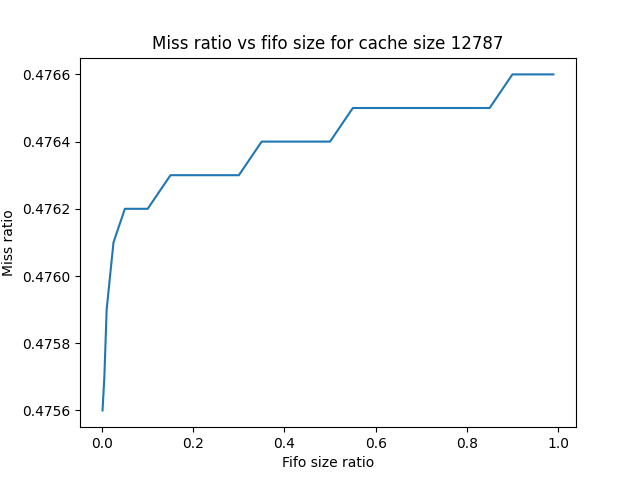 Miss ratio vs fifo size for cache size 12787
0.4766
0.4764
0.4762
0.4760
0.4758
0.4756
Miss ratio
0.0 0.2 0.4 0.6 0.8 1.0
Fifo size ratio